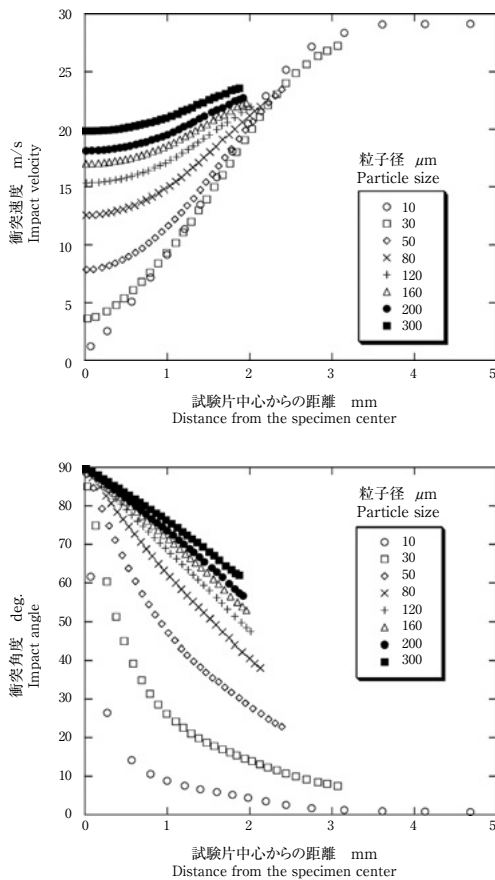 30
25
20
15
10
5
0
衝突速度 m/s
Impact velocity
粒子径 μm
Particle size
10
30
50
80
120
160
200
300
0 1 2 3 4 5
試験片中心からの距離 mm
Distance from the specimen center
90
80
70
60
50
40
30
20
10
0
衝突角度 deg.
Impact angle
粒子径 μm
Particle size
10
30
50
80
120
160
200
300
0 1 2 3 4 5
試験片中心からの距離 mm
Distance from the specimen center